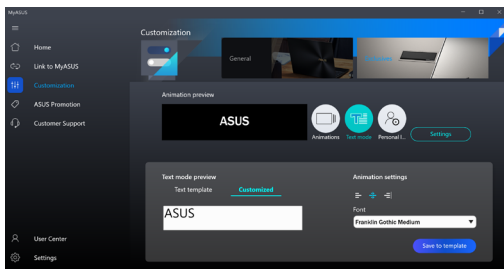 MyASUS
Customization
Home
Link to MyASUS
Customization
ASUS Promotion
Customer Support
User Center
Settings
General
Animation preview
ASUS
Animations
Text mode
Personal I...
Settings
Text mode preview
Text template
Customized
ASUS
Animation settings
Font
Franklin Gothic Medium
Save to template